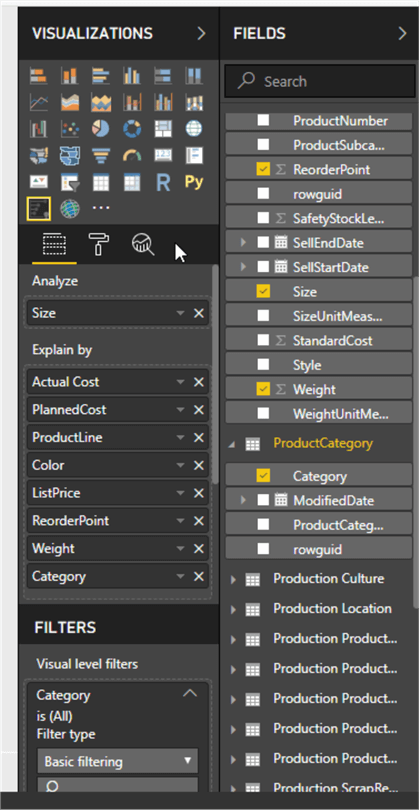 VISUALIZATIONS
R
Py
Analyze
Size
Explain by
Actual Cost
PlannedCost
ProductLine
Color
ListPrice
ReorderPoint
Weight
Category
FILTERS
Visual level filters
Category
is (All)
Filter type
Basic filtering
FIELDS
Search
ProductNumber
ProductSubca...
Σ ReorderPoint
rowguid
Σ SafetyStockLe...
SellEndDate
SellStartDate
Size
SizeUnitMeas...
Σ StandardCost
Style
Σ Weight
WeightUnitMe...
ProductCategory
Category
ModifiedDate
ProductCateg...
rowguid
Production Culture
Production Location
Production Product...
Production Product...
Production Product...
Production Product...
Production Product...
Production ScrapRe...